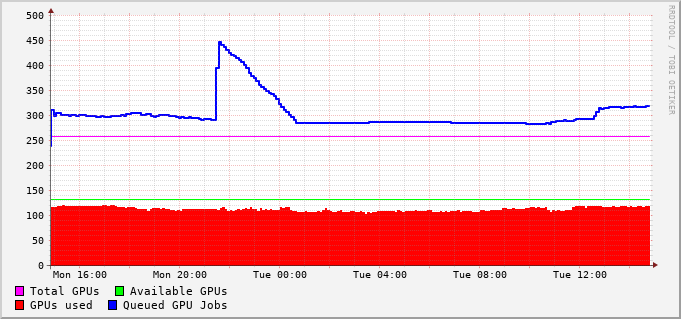 500
450
400
350
300
250
200
150
100
50
0
Mon 16:00 Mon 20:00 Tue 00:00 Tue 04:00 Tue 08:00 Tue 12:00
Total GPUs Available GPUs
GPUs used Queued GPU Jobs
RRDTOOL / TOBI OETIKER